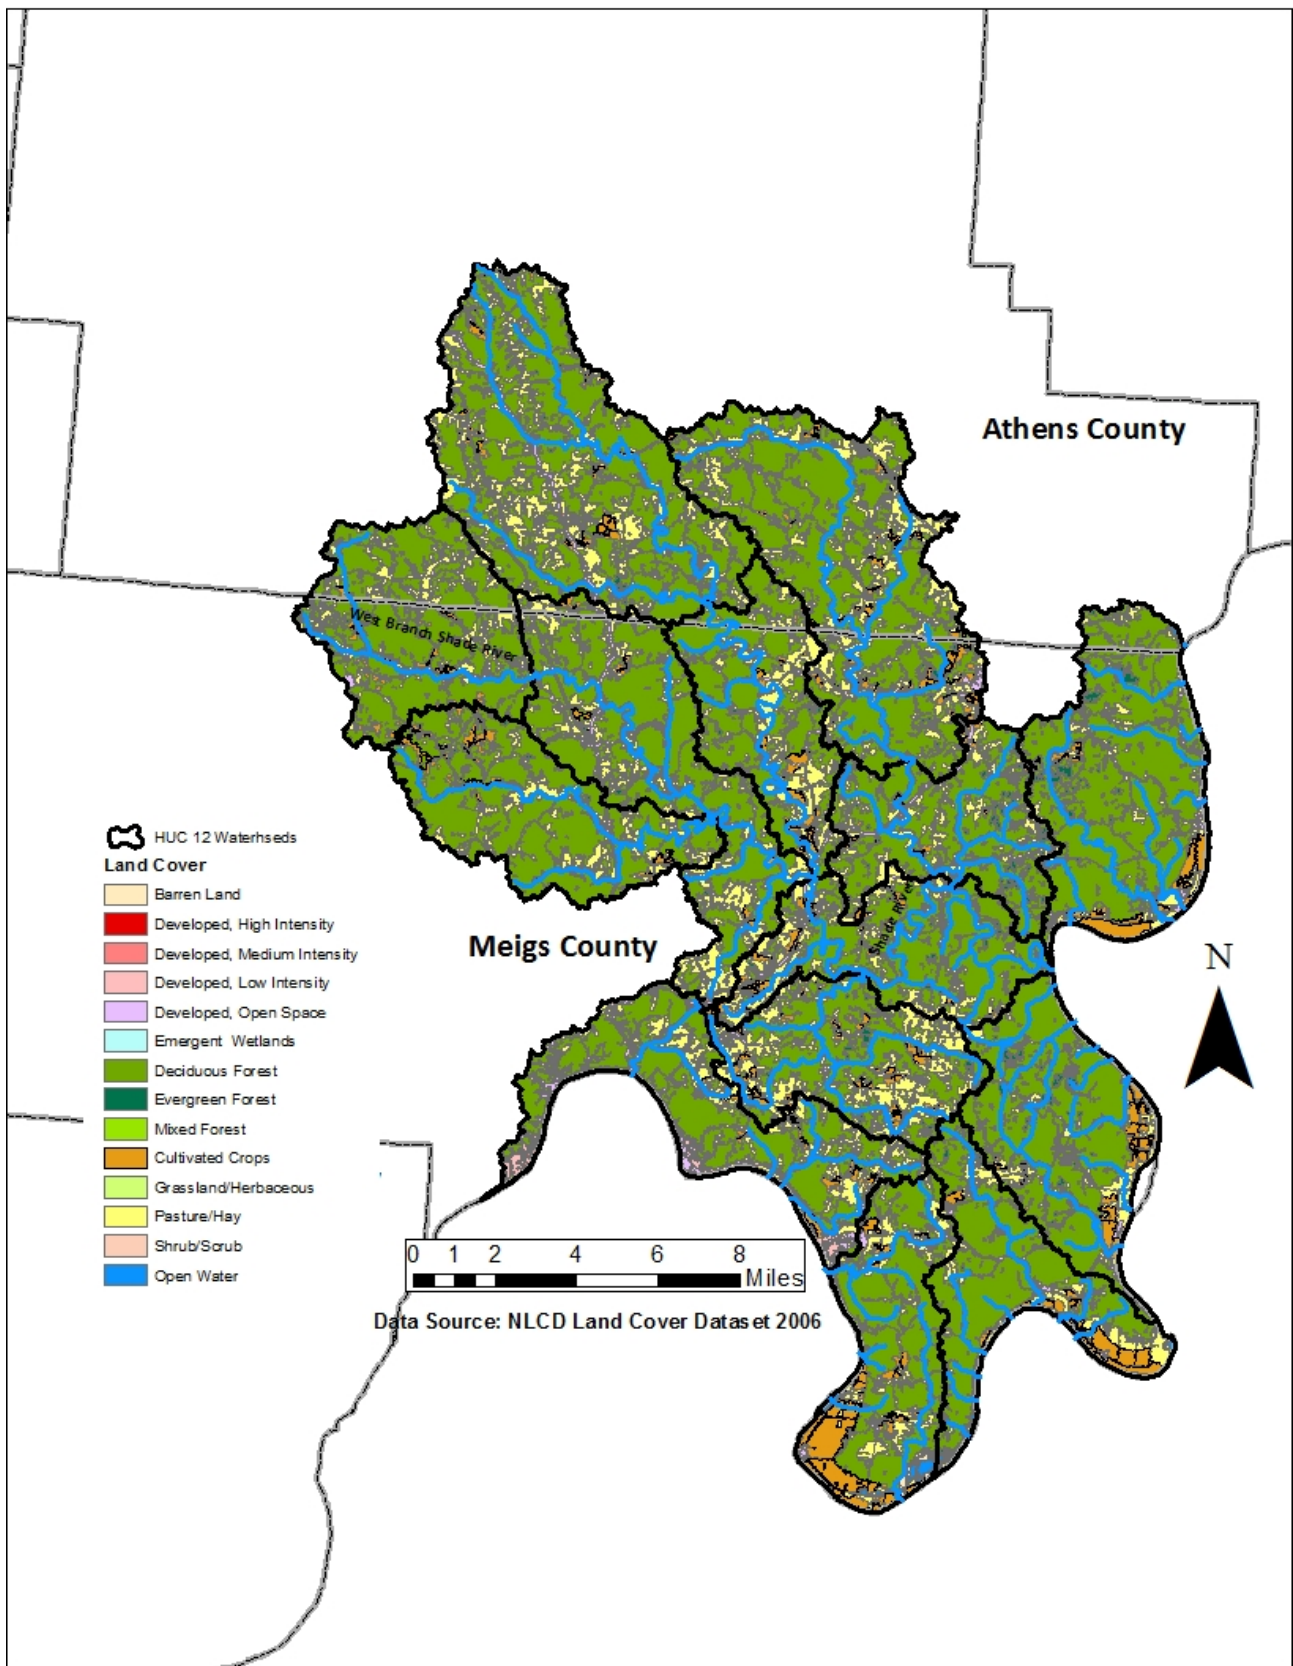 Athens County
West Branch Shade River
HUC 12 Waterhseds
Land Cover
Barren Land
Developed, High Intensity
Developed, Medium Intensity
Developed, Low Intensity
Developed, Open Space
Emergent Wetlands
Deciduous Forest
Evergreen Forest
Mixed Forest
Cultivated Crops
Grassland/Herbaceous
Pasture/Hay
Shrub/Scrub
Open Water
Meigs County
Shade River
N
0 1 2 4 6 8
Miles
Data Source: NLCD Land Cover Dataset 2006